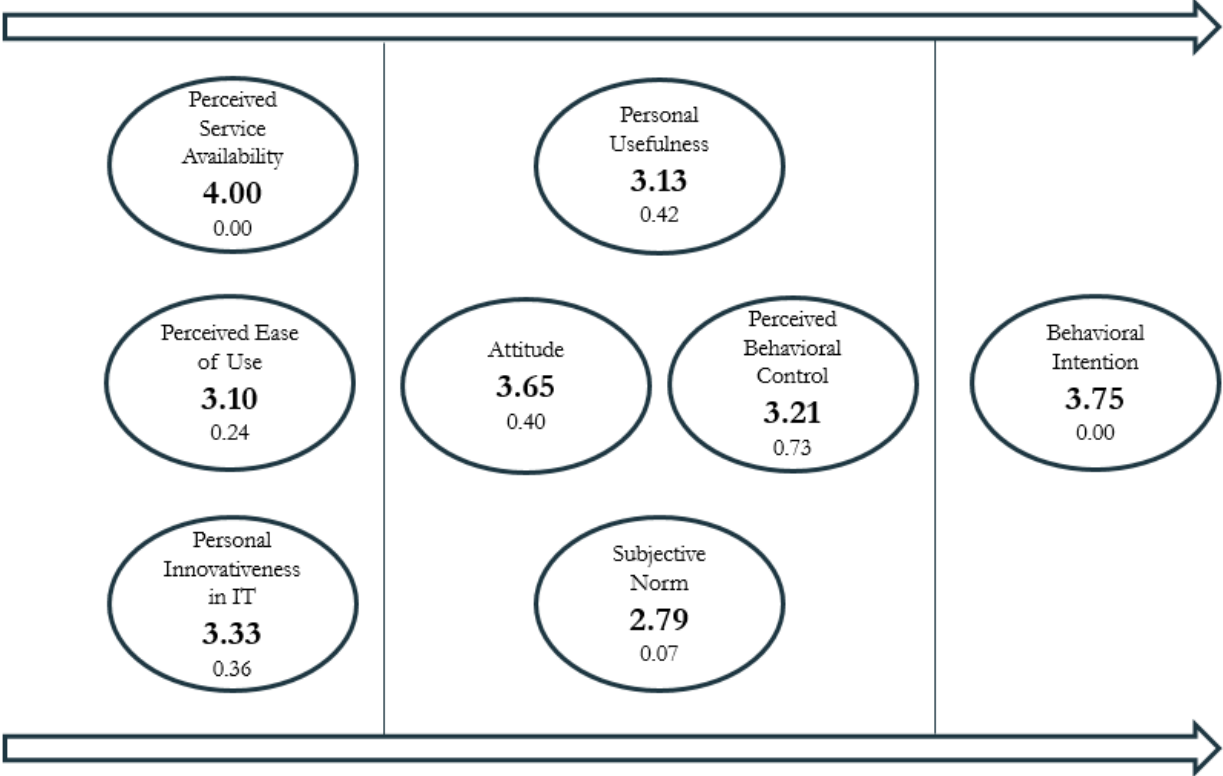 Perceived
Service
Availability
4.00
0.00
Personal
Usefulness
3.13
0.42
Perceived Ease
of Use
3.10
0.24
Attitude
3.65
0.40
Perceived
Behavioral
Control
3.21
0.73
Behavioral
Intention
3.75
0.00
Personal
Innovativeness
in IT
3.33
0.36
Subjective
Norm
2.79
0.07